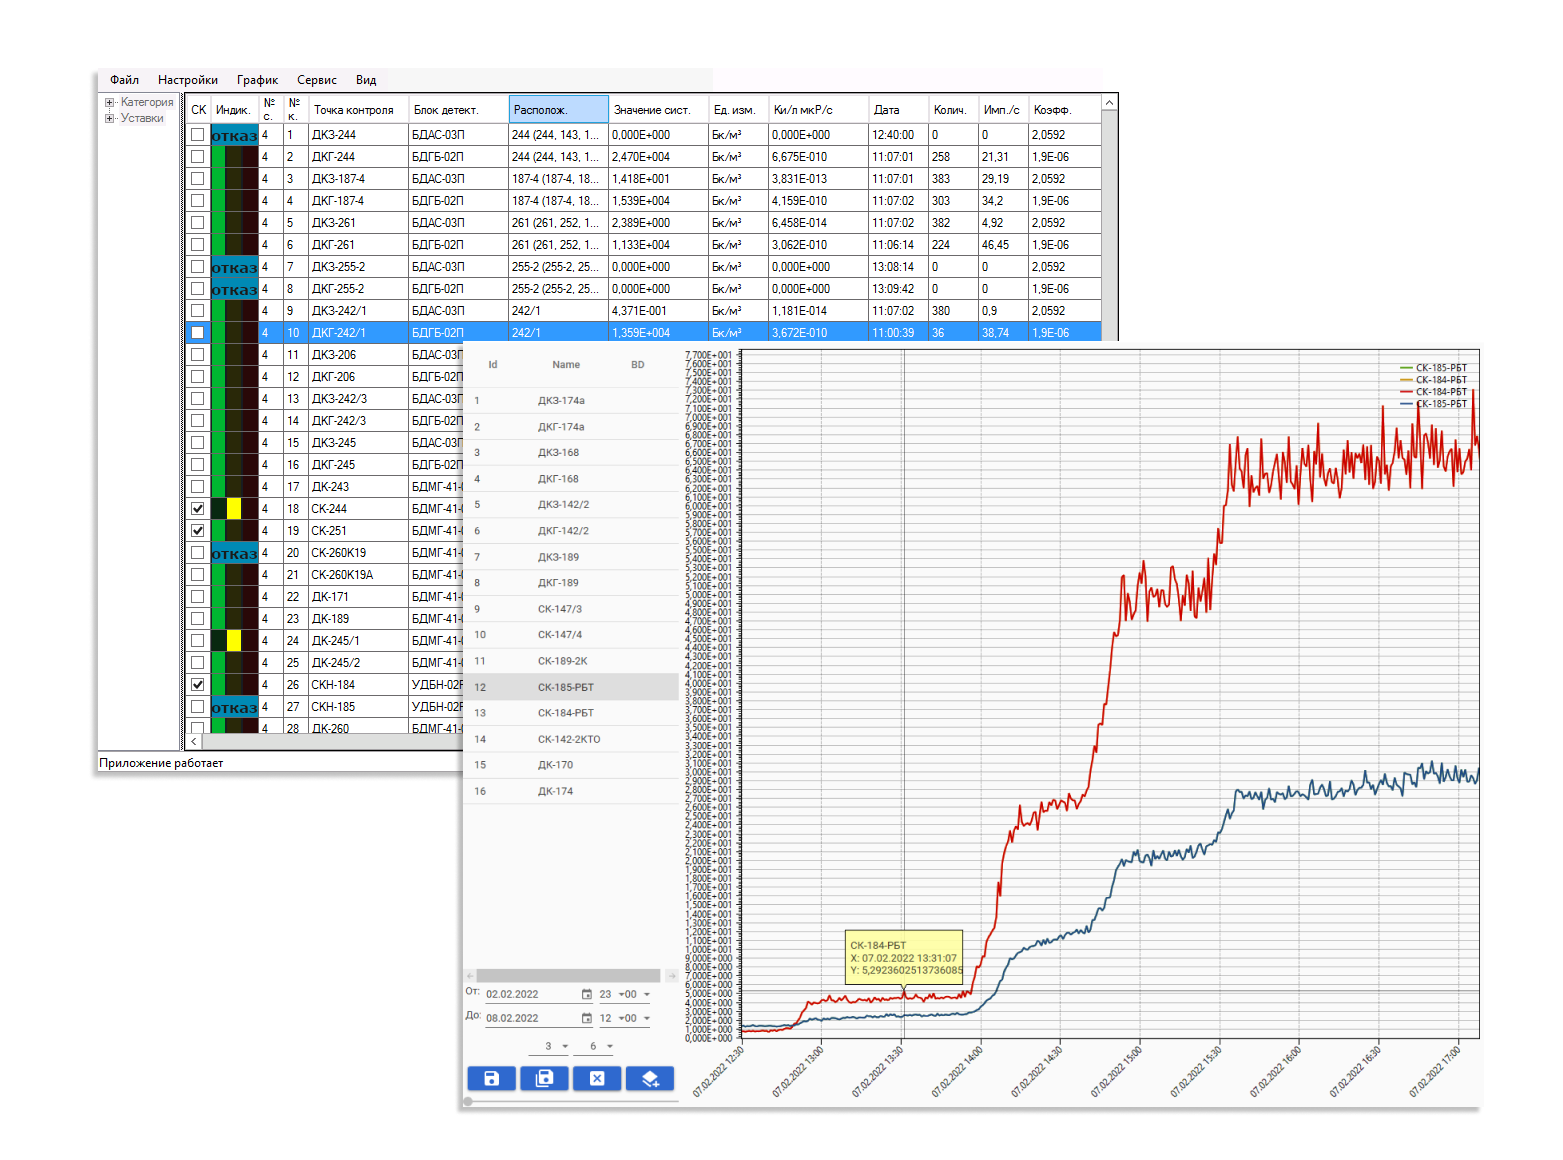 Файл Настройки График Сервис Вид
Категория
Уставки
СК Индик. № с. № к. Точка контроля Блок детект. Располож. Значение сист. Ед. изм. Ки/л мкР/с Дата Колич. Имп./с Коэфф.
отказ 4 1 ДКЗ-244 БДАС-03П 244 (244, 143, 1... 0,000E+000 Бк/м³ 0,000E+000 12:40:00 0 0 2,0592
4 2 ДКГ-244 БДГБ-02П 244 (244, 143, 1... 2,470E+004 Бк/м³ 6,675E-010 11:07:01 258 21,31 1,9E-06
4 3 ДКЗ-187-4 БДАС-03П 187-4 (187-4, 18... 1,418E+001 Бк/м³ 3,831E-013 11:07:01 383 29,19 2,0592
4 4 ДКГ-187-4 БДГБ-02П 187-4 (187-4, 18... 1,539E+004 Бк/м³ 4,159E-010 11:07:02 303 34,2 1,9E-06
4 5 ДКЗ-261 БДАС-03П 261 (261, 252, 1... 2,389E+000 Бк/м³ 6,458E-014 11:07:02 382 4,92 2,0592
4 6 ДКГ-261 БДГБ-02П 261 (261, 252, 1... 1,133E+004 Бк/м³ 3,062E-010 11:06:14 224 46,45 1,9E-06
отказ 4 7 ДКЗ-255-2 БДАС-03П 255-2 (255-2, 25... 0,000E+000 Бк/м³ 0,000E+000 13:08:14 0 0 2,0592
отказ 4 8 ДКГ-255-2 БДГБ-02П 255-2 (255-2, 25... 0,000E+000 Бк/м³ 0,000E+000 13:09:42 0 0 1,9E-06
4 9 ДКЗ-242/1 БДАС-03П 242/1 4,371E-001 Бк/м³ 1,181E-014 11:07:02 380 0,9 2,0592
4 10 ДКГ-242/1 БДГБ-02П 242/1 1,359E+004 Бк/м³ 3,672E-010 11:00:39 36 38,74 1,9E-06
4 11 ДКЗ-206 БДАС-03П
4 12 ДКГ-206 БДГБ-02П
4 13 ДКЗ-242/3 БДАС-03П
4 14 ДКГ-242/3 БДГБ-02П
4 15 ДКЗ-245 БДАС-03П
4 16 ДКГ-245 БДГБ-02П
4 17 ДК-243 БДМГ-41-
4 18 СК-244 БДМГ-41-
4 19 СК-251 БДМГ-41-
отказ 4 20 СК-260К19 БДМГ-41-
4 21 СК-260К19А БДМГ-41-
4 22 ДК-171 БДМГ-41-
4 23 ДК-189 БДМГ-41-
4 24 ДК-245/1 БДМГ-41-
4 25 ДК-245/2 БДМГ-41-
4 26 СКН-184 УДБН-02
отказ 4 27 СКН-185 УДБН-02
4 28 ДК-260 БДМГ-41-
Приложение работает
Id Name BD
1 ДКЗ-174а
2 ДКГ-174а
3 ДКЗ-168
4 ДКГ-168
5 ДКЗ-142/2
6 ДКГ-142/2
7 ДКЗ-189
8 ДКГ-189
9 СК-147/3
10 СК-147/4
11 СК-189-2К
12 СК-185-РБТ
13 СК-184-РБТ
14 СК-142-2КТО
15 ДК-170
16 ДК-174
От: 02.02.2022 23 00
До: 08.02.2022 12 00
3 6
7,700E+001
7,600E+001
7,500E+001
7,400E+001
7,300E+001
7,200E+001
7,100E+001
7,000E+001
6,900E+001
6,800E+001
6,700E+001
6,600E+001
6,500E+001
6,400E+001
6,300E+001
6,200E+001
6,100E+001
6,000E+001
5,900E+001
5,800E+001
5,700E+001
5,600E+001
5,500E+001
5,400E+001
5,300E+001
5,200E+001
5,100E+001
5,000E+001
4,900E+001
4,800E+001
4,700E+001
4,600E+001
4,500E+001
4,400E+001
4,300E+001
4,200E+001
4,100E+001
4,000E+001
3,900E+001
3,800E+001
3,700E+001
3,600E+001
3,500E+001
3,400E+001
3,300E+001
3,200E+001
3,100E+001
3,000E+001
2,900E+001
2,800E+001
2,700E+001
2,600E+001
2,500E+001
2,400E+001
2,300E+001
2,200E+001
2,100E+001
2,000E+001
1,900E+001
1,800E+001
1,700E+001
1,600E+001
1,500E+001
1,400E+001
1,300E+001
1,200E+001
1,100E+001
1,000E+001
9,000E+000
8,000E+000
7,000E+000
6,000E+000
5,000E+000
4,000E+000
3,000E+000
2,000E+000
1,000E+000
0,000E+000
СК-185-РБТ
СК-184-РБТ
СК-184-РБТ
СК-185-РБТ
СК-184-РБТ
X: 07.02.2022 13:31:07
Y: 5,2923602513736085
07.02.2022 12:30
07.02.2022 13:00
07.02.2022 13:30
07.02.2022 14:00
07.02.2022 14:30
07.02.2022 15:00
07.02.2022 15:30
07.02.2022 16:00
07.02.2022 16:30
07.02.2022 17:00